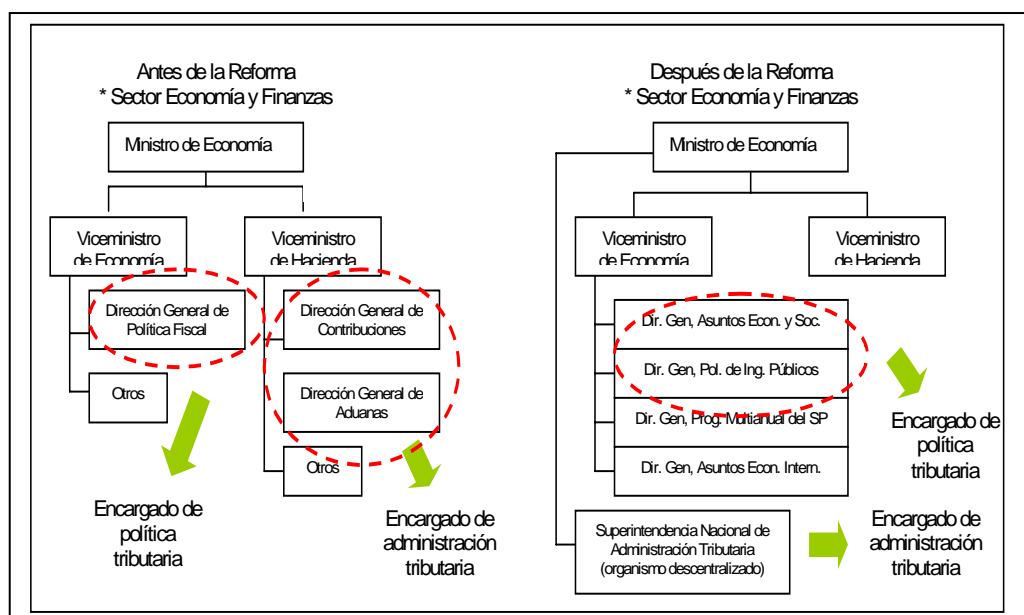 Antes de la Reforma
* Sector Economía y Finanzas
Ministro de Economía
Viceministro
de Economía
Viceministro
de Hacienda
Dirección General de
Política Fiscal
Otros
Dirección General de
Contribuciones
Dirección General de
Aduanas
Otros
Encargado de
política
tributaria
Encargado de
administración
tributaria
Después de la Reforma
* Sector Economía y Finanzas
Ministro de Economía
Viceministro
de Economía
Viceministro
de Hacienda
Dir. Gen, Asuntos Econ. y Soc.
Dir. Gen, Pol. de Ing. Públicos
Dir. Gen, Prog. Multianual del SP
Dir. Gen, Asuntos Econ. Intern.
Encargado de
política
tributaria
Superintendencia Nacional de
Administración Tributaria
(organismo descentralizado)
Encargado de
administración
tributaria